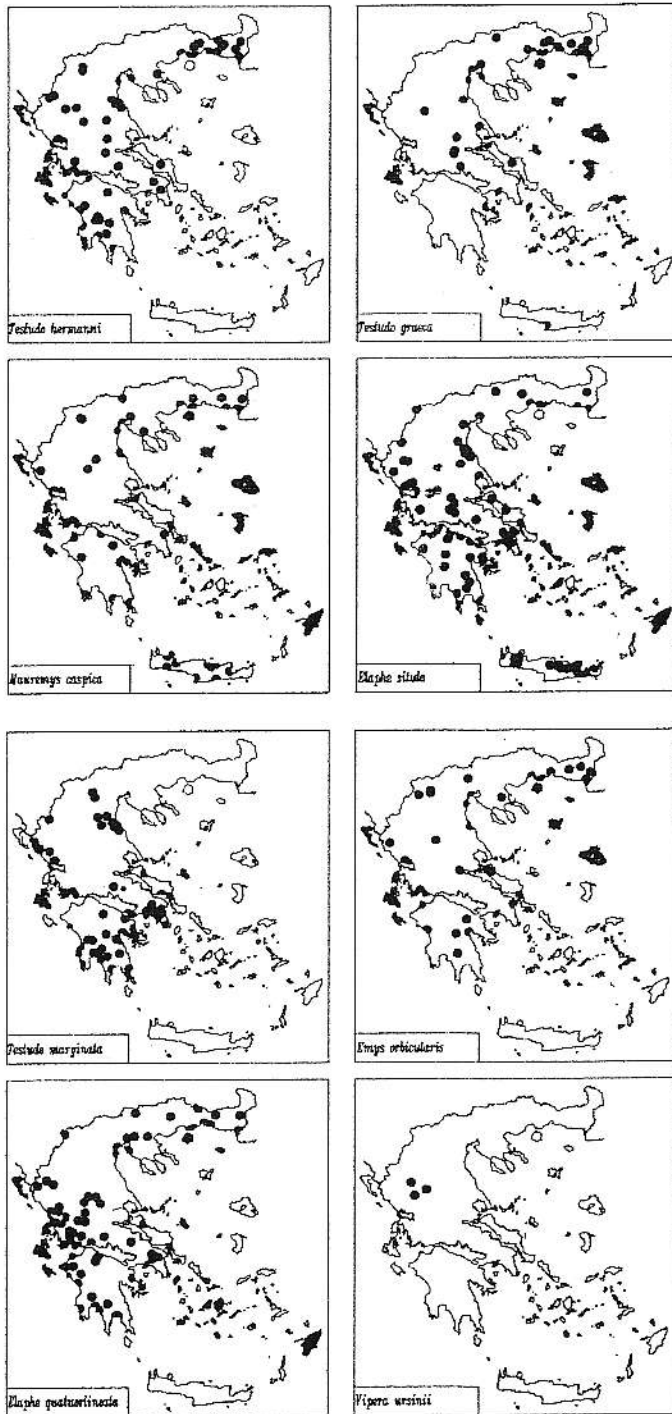 Testudo hermanni
Testudo graeca
Mauremys caspica
Elaphe situla
Testudo marginata
Emys orbicularis
Elaphe quatuorlineata
Vipera ursinii